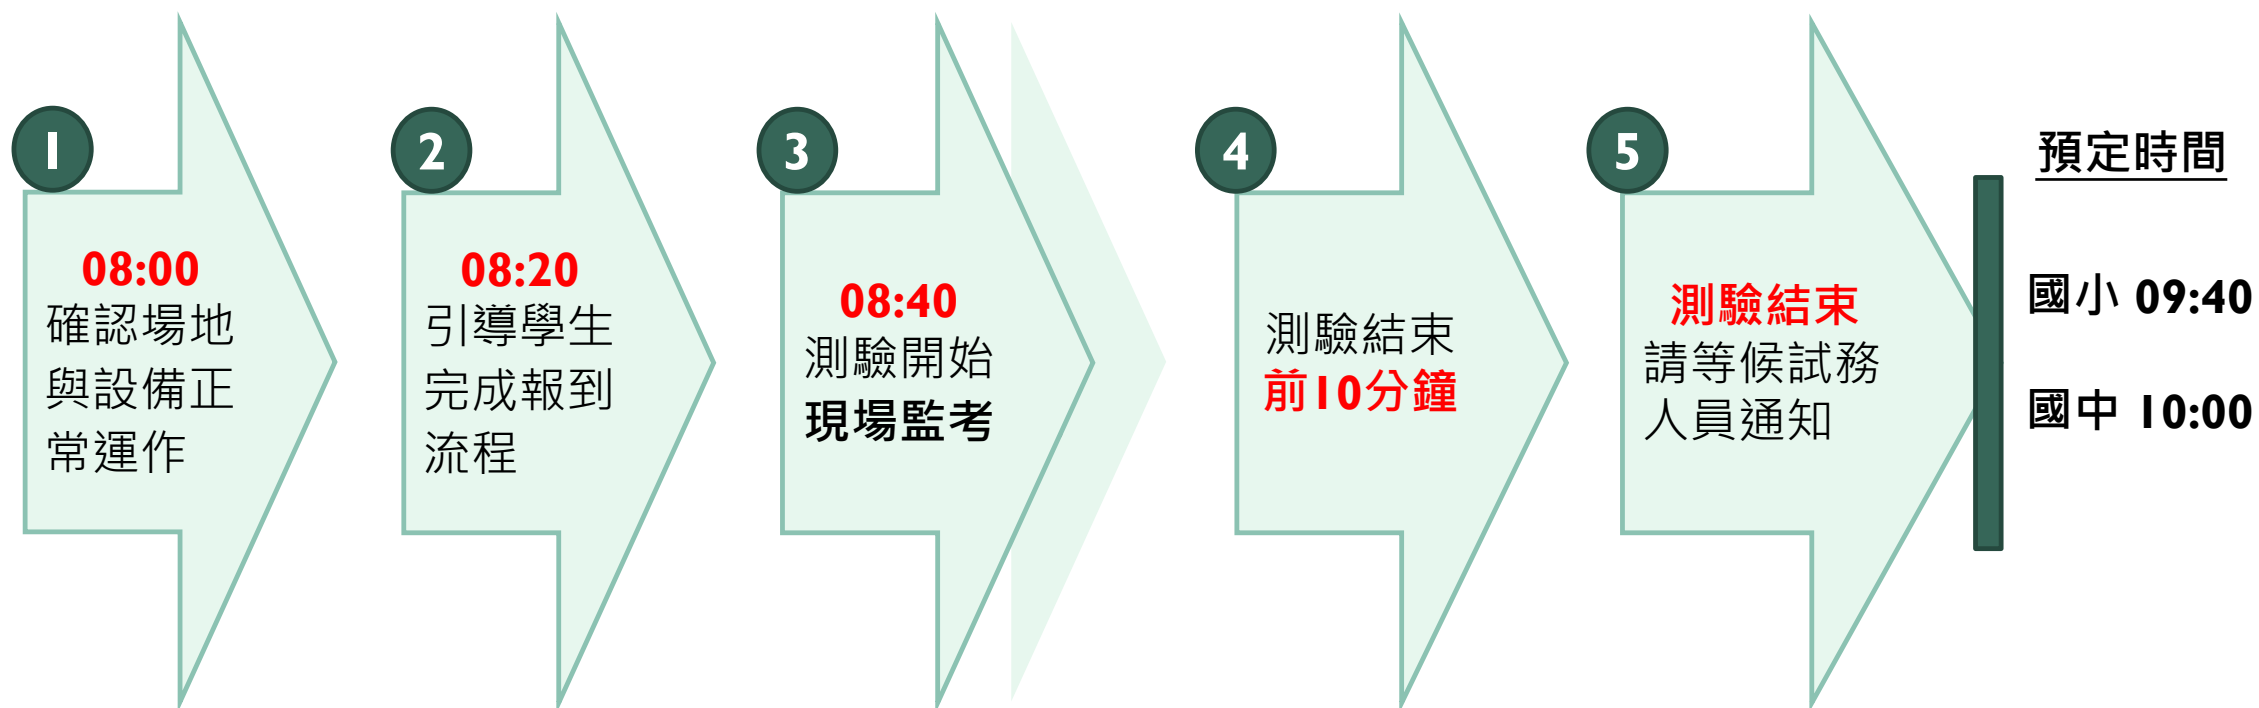 1
08:00
確認場地
與設備正
常運作
2
08:20
引導學生
完成報到
流程
3
08:40
測驗開始
現場監考
4
測驗結束
前10分鐘
5
測驗結束
請等候試務
人員通知
預定時間
國小 09:40
國中 10:00